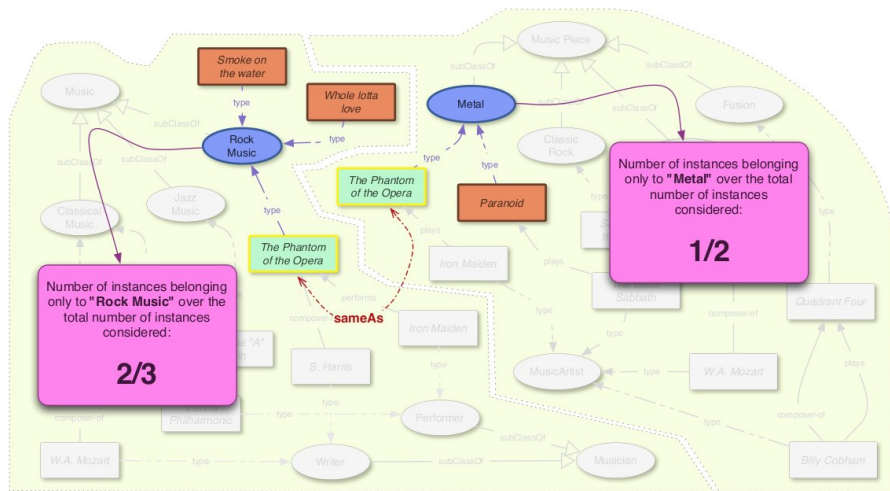 Music Piece
Smoke on
the water
subClassOf
subClassOf
subClassOf
Music
Whole lotta
love
Metal
Fusion
type
type
subClassOf
Rock
Music
type
type
Classic
Rock
subClassOf
subClassOf
type
The Phantom
of the Opera
Number of instances belonging
only to "Metal" over the total
number of instances
considered:
1/2
Jazz
Music
Classical
Music
type
Paranoid
type
plays
The Phantom
of the Opera
Iron Maiden
plays
Number of instances belonging
only to "Rock Music" over the
total number of instances
considered:
2/3
performs
Sabbath
Quadrant Four
composer-of
sameAs
Iron Maiden
composer-of
type
S. Harris
plays
MusicArtist
type
W.A. Mozart
composer-of
Philharmonic
type
type
Performer
type
composer-of
type
subClassOf
W.A. Mozart
type
Writer
subClassOf
Musician
Billy Cobham